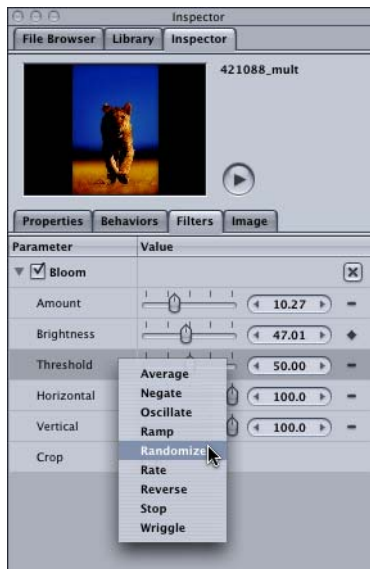 Inspector
File Browser Library Inspector
421088_mult
Properties Behaviors Filters Image
Parameter Value
Bloom
Amount 10.27
Brightness 47.01
Threshold 50.00
Horizontal 100.0
Vertical 100.0
Crop
Average
Negate
Oscillate
Ramp
Randomize
Rate
Reverse
Stop
Wriggle